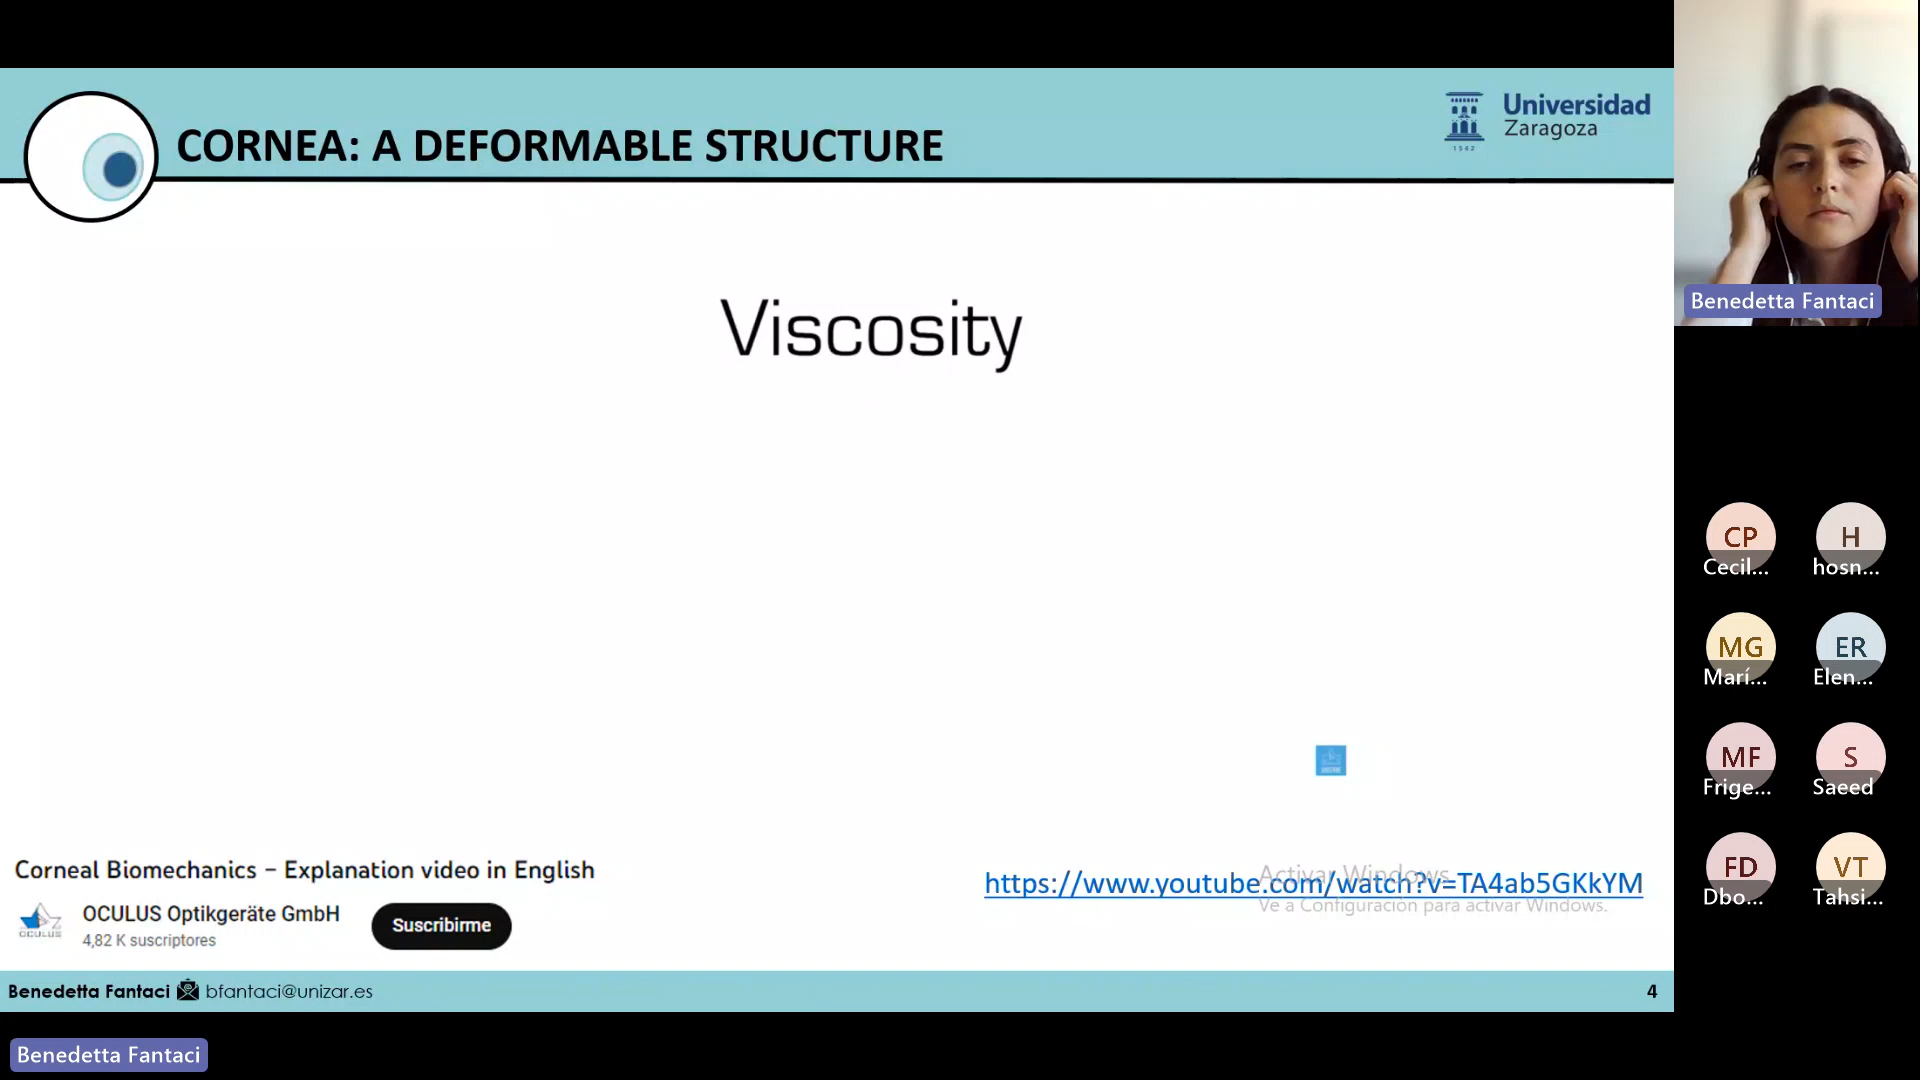 CORNEA: A DEFORMABLE STRUCTURE
Universidad
Zaragoza
1542
Viscosity
Corneal Biomechanics – Explanation video in English
OCULUS
OCULUS Optikgeräte GmbH
4,82 K suscriptores
Suscribirme
https://www.youtube.com/watch?v=TA4ab5GKkYM
Activar Windows
Ve a Configuración para activar Windows.
Benedetta Fantaci bfantaci@unizar.es
4
Benedetta Fantaci
Benedetta Fantaci
CP
Cecil...
H
hosn...
MG
Marí...
ER
Elen...
MF
Frige...
S
Saeed
FD
Dbo...
VT
Tahsi...